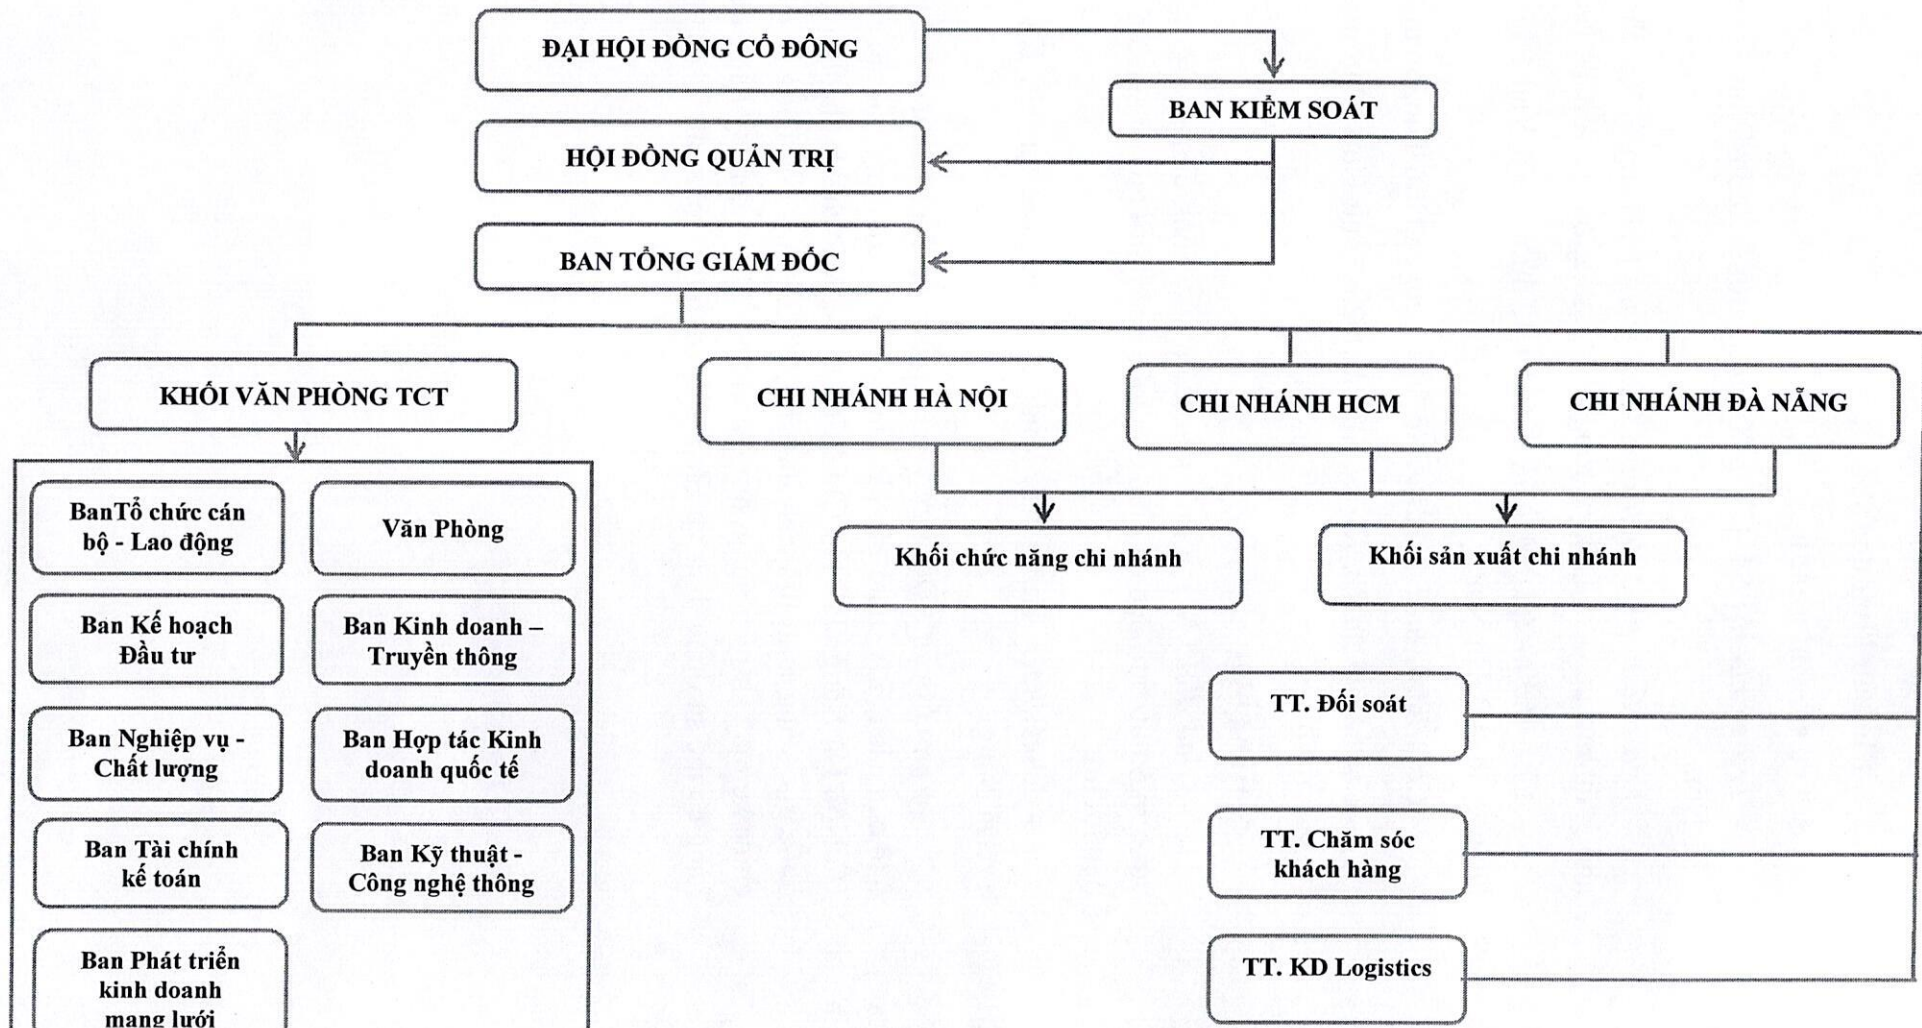 ĐẠI HỘI ĐỒNG CỔ ĐÔNG
BAN KIỂM SOÁT
HỘI ĐỒNG QUẢN TRỊ
BAN TỔNG GIÁM ĐỐC
KHỐI VĂN PHÒNG TCT
CHI NHÁNH HÀ NỘI
CHI NHÁNH HCM
CHI NHÁNH ĐÀ NẴNG
BanTổ chức cán
bộ - Lao động
Văn Phòng
Ban Kế hoạch
Đầu tư
Ban Kinh doanh –
Truyền thông
Ban Nghiệp vụ -
Chất lượng
Ban Hợp tác Kinh
doanh quốc tế
Ban Tài chính
kế toán
Ban Kỹ thuật -
Công nghệ thông
Ban Phát triển
kinh doanh
mạng lưới
Khối chức năng chi nhánh
Khối sản xuất chi nhánh
TT. Đối soát
TT. Chăm sóc
khách hàng
TT. KD Logistics